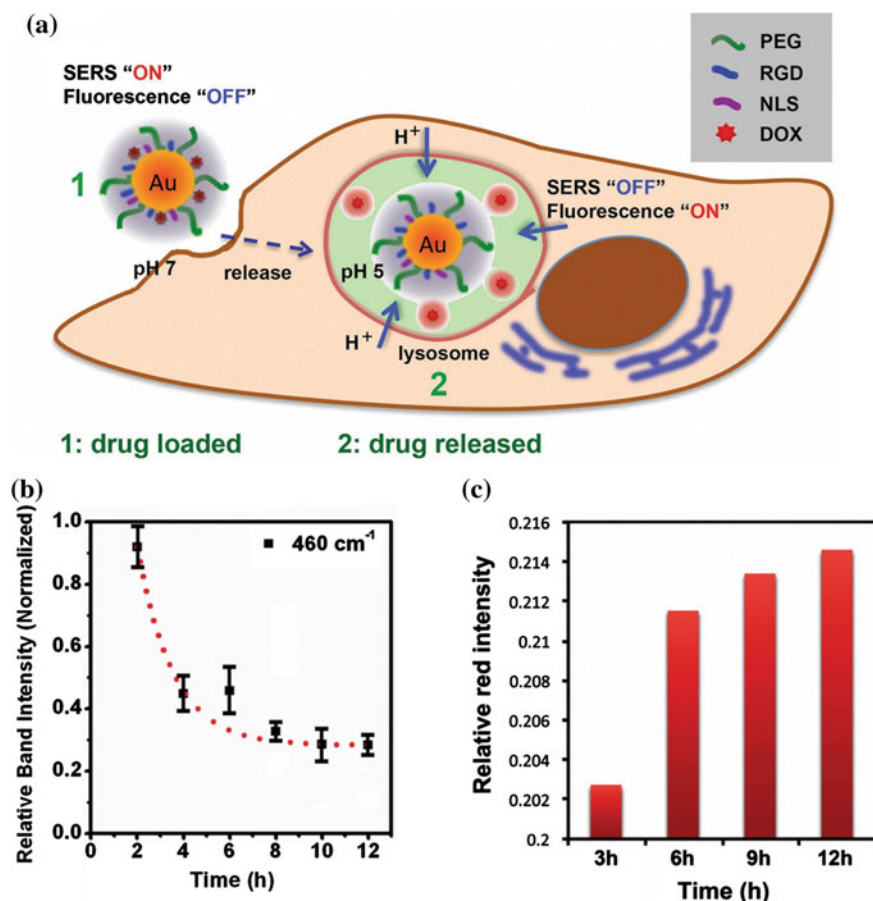 (a)
SERS “ON”
Fluorescence “OFF”
PEG
RGD
NLS
DOX
1
Au
pH 7
release
H+
SERS “OFF”
Fluorescence “ON”
Au
pH 5
H+
lysosome
2
1: drug loaded
2: drug released
(b)
Relative Band Intensity (Normalized)
1.0
0.8
0.6
0.4
0.2
0.0
460 cm-1
0 2 4 6 8 10 12
Time (h)
(c)
Relative red intensity
0.216
0.214
0.212
0.21
0.208
0.206
0.204
0.202
0.2
3h 6h 9h 12h
Time (h)